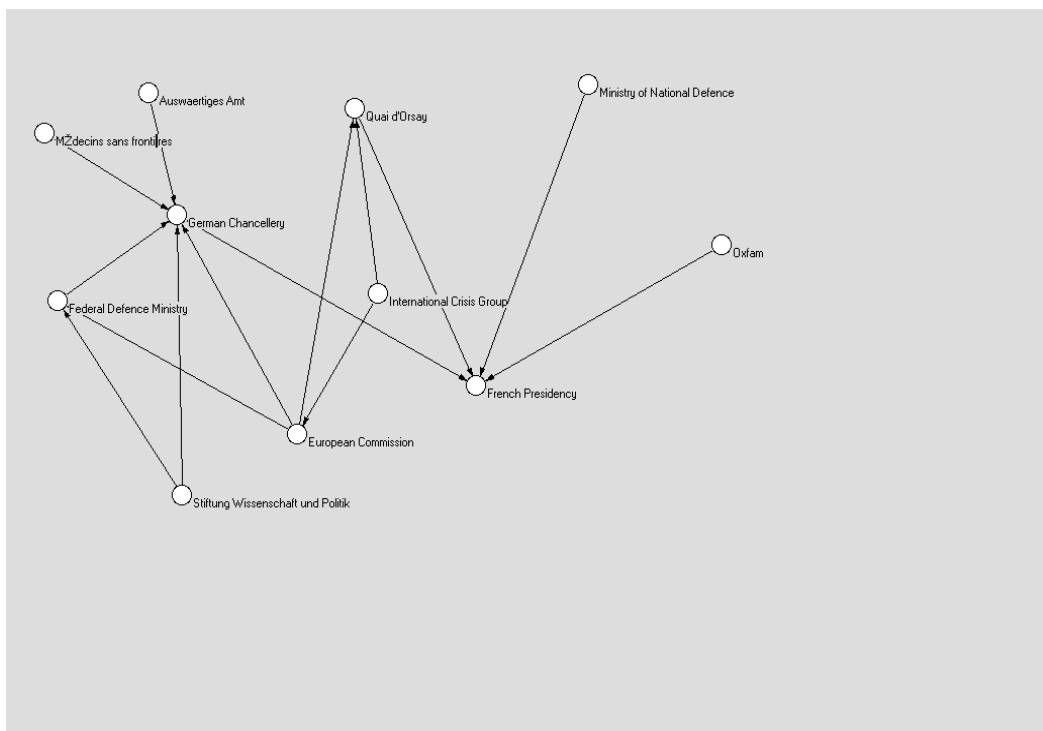 Ministry of National Defence
Auswaertiges Amt
Quai d'Orsay
MŽdecins sans frontires
German Chancellery
Oxfam
International Crisis Group
Federal Defence Ministry
French Presidency
European Commission
Stiftung Wissenschaft und Politik